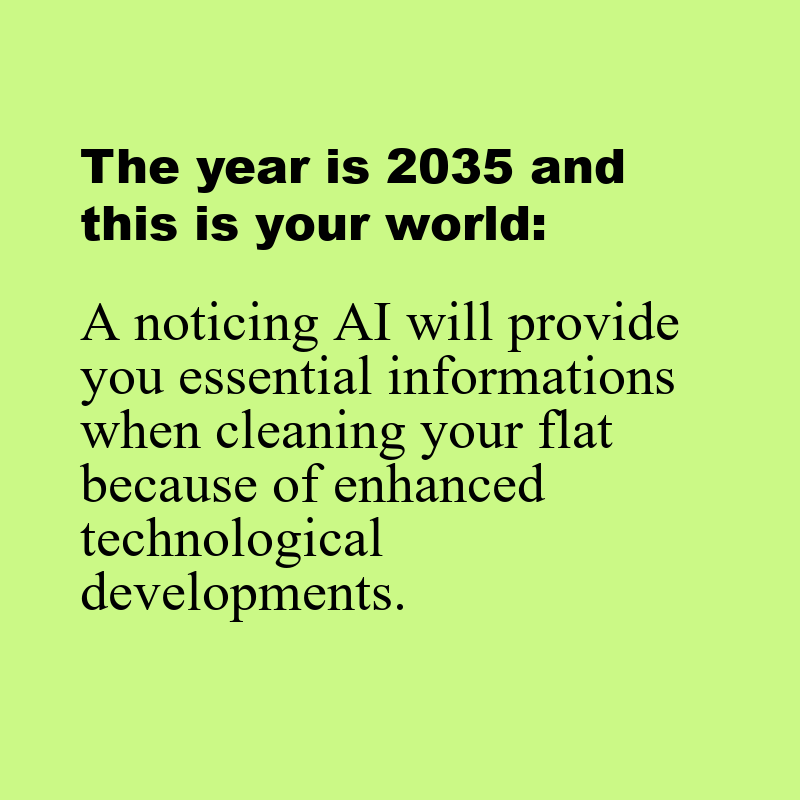 The year is 2035 and
this is your world:
A noticing AI will provide
you essential informations
when cleaning your flat
because of enhanced
technological
developments.